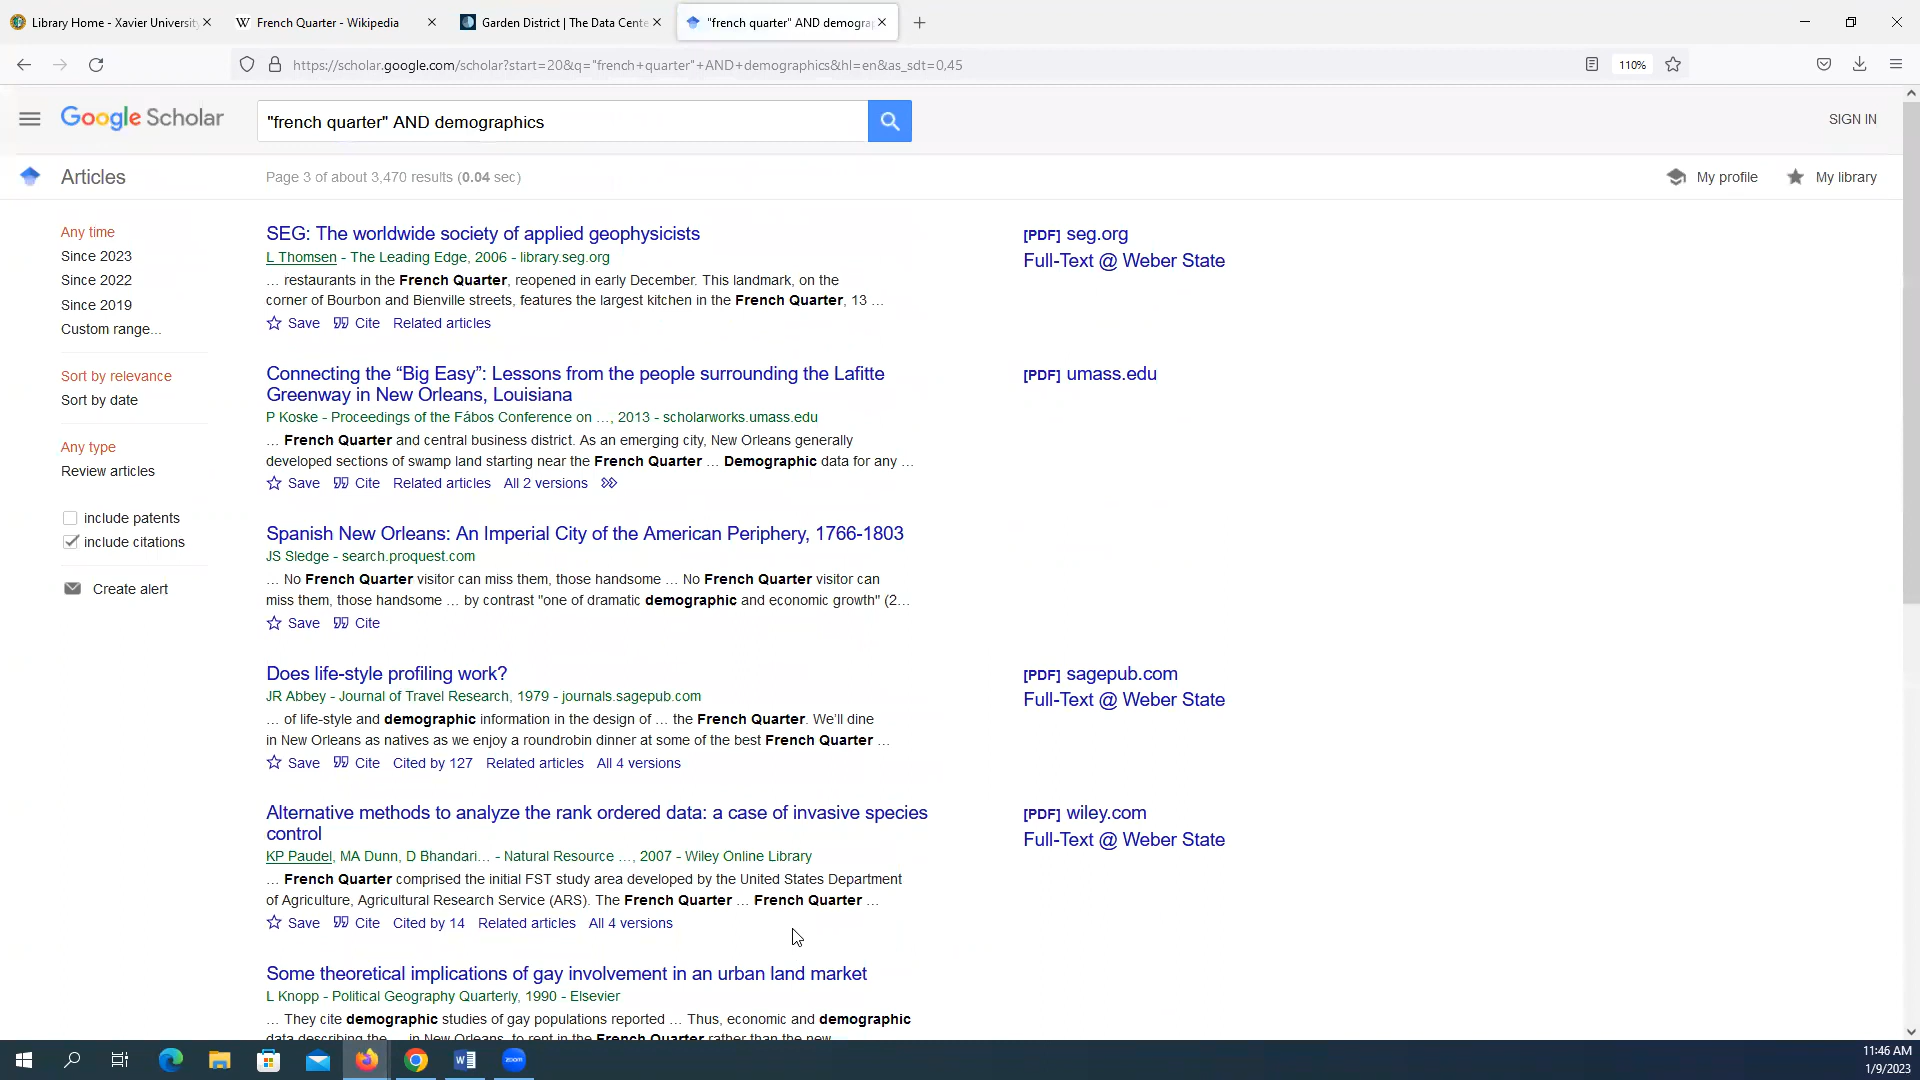 Library Home - Xavier University
French Quarter - Wikipedia
Garden District | The Data Cente
"french quarter" AND demogra
https://scholar.google.com/scholar?start=20&q="french+quarter"+AND+demographics&hl=en&as_sdt=0,45
110%
Google Scholar
"french quarter" AND demographics
SIGN IN
Articles
Page 3 of about 3,470 results (0.04 sec)
My profile
My library
Any time
Since 2023
Since 2022
Since 2019
Custom range...
Sort by relevance
Sort by date
Any type
Review articles
include patents
include citations
Create alert
SEG: The worldwide society of applied geophysicists
L Thomsen - The Leading Edge, 2006 - library.seg.org
… restaurants in the French Quarter, reopened in early December. This landmark, on the
corner of Bourbon and Bienville streets, features the largest kitchen in the French Quarter, 13 …
Save Cite Related articles
[PDF] seg.org
Full-Text @ Weber State
Connecting the “Big Easy”: Lessons from the people surrounding the Lafitte
Greenway in New Orleans, Louisiana
P Koske - Proceedings of the Fábos Conference on …, 2013 - scholarworks.umass.edu
… French Quarter and central business district. As an emerging city, New Orleans generally
developed sections of swamp land starting near the French Quarter … Demographic data for any …
Save Cite Related articles All 2 versions
[PDF] umass.edu
Spanish New Orleans: An Imperial City of the American Periphery, 1766-1803
JS Sledge - search.proquest.com
… No French Quarter visitor can miss them, those handsome … No French Quarter visitor can
miss them, those handsome … by contrast "one of dramatic demographic and economic growth" (2…
Save Cite
Does life-style profiling work?
JR Abbey - Journal of Travel Research, 1979 - journals.sagepub.com
… of life-style and demographic information in the design of … the French Quarter. We’ll dine
in New Orleans as natives as we enjoy a roundrobin dinner at some of the best French Quarter …
Save Cite Cited by 127 Related articles All 4 versions
[PDF] sagepub.com
Full-Text @ Weber State
Alternative methods to analyze the rank ordered data: a case of invasive species
control
KP Paudel, MA Dunn, D Bhandari… - Natural Resource …, 2007 - Wiley Online Library
… French Quarter comprised the initial FST study area developed by the United States Department
of Agriculture, Agricultural Research Service (ARS). The French Quarter … French Quarter …
Save Cite Cited by 14 Related articles All 4 versions
[PDF] wiley.com
Full-Text @ Weber State
Some theoretical implications of gay involvement in an urban land market
L Knopp - Political Geography Quarterly, 1990 - Elsevier
… They cite demographic studies of gay populations reported … Thus, economic and demographic
data describing the … in New Orleans, to rent in the French Quarter rather than the new
zoom
11:46 AM
1/9/2023